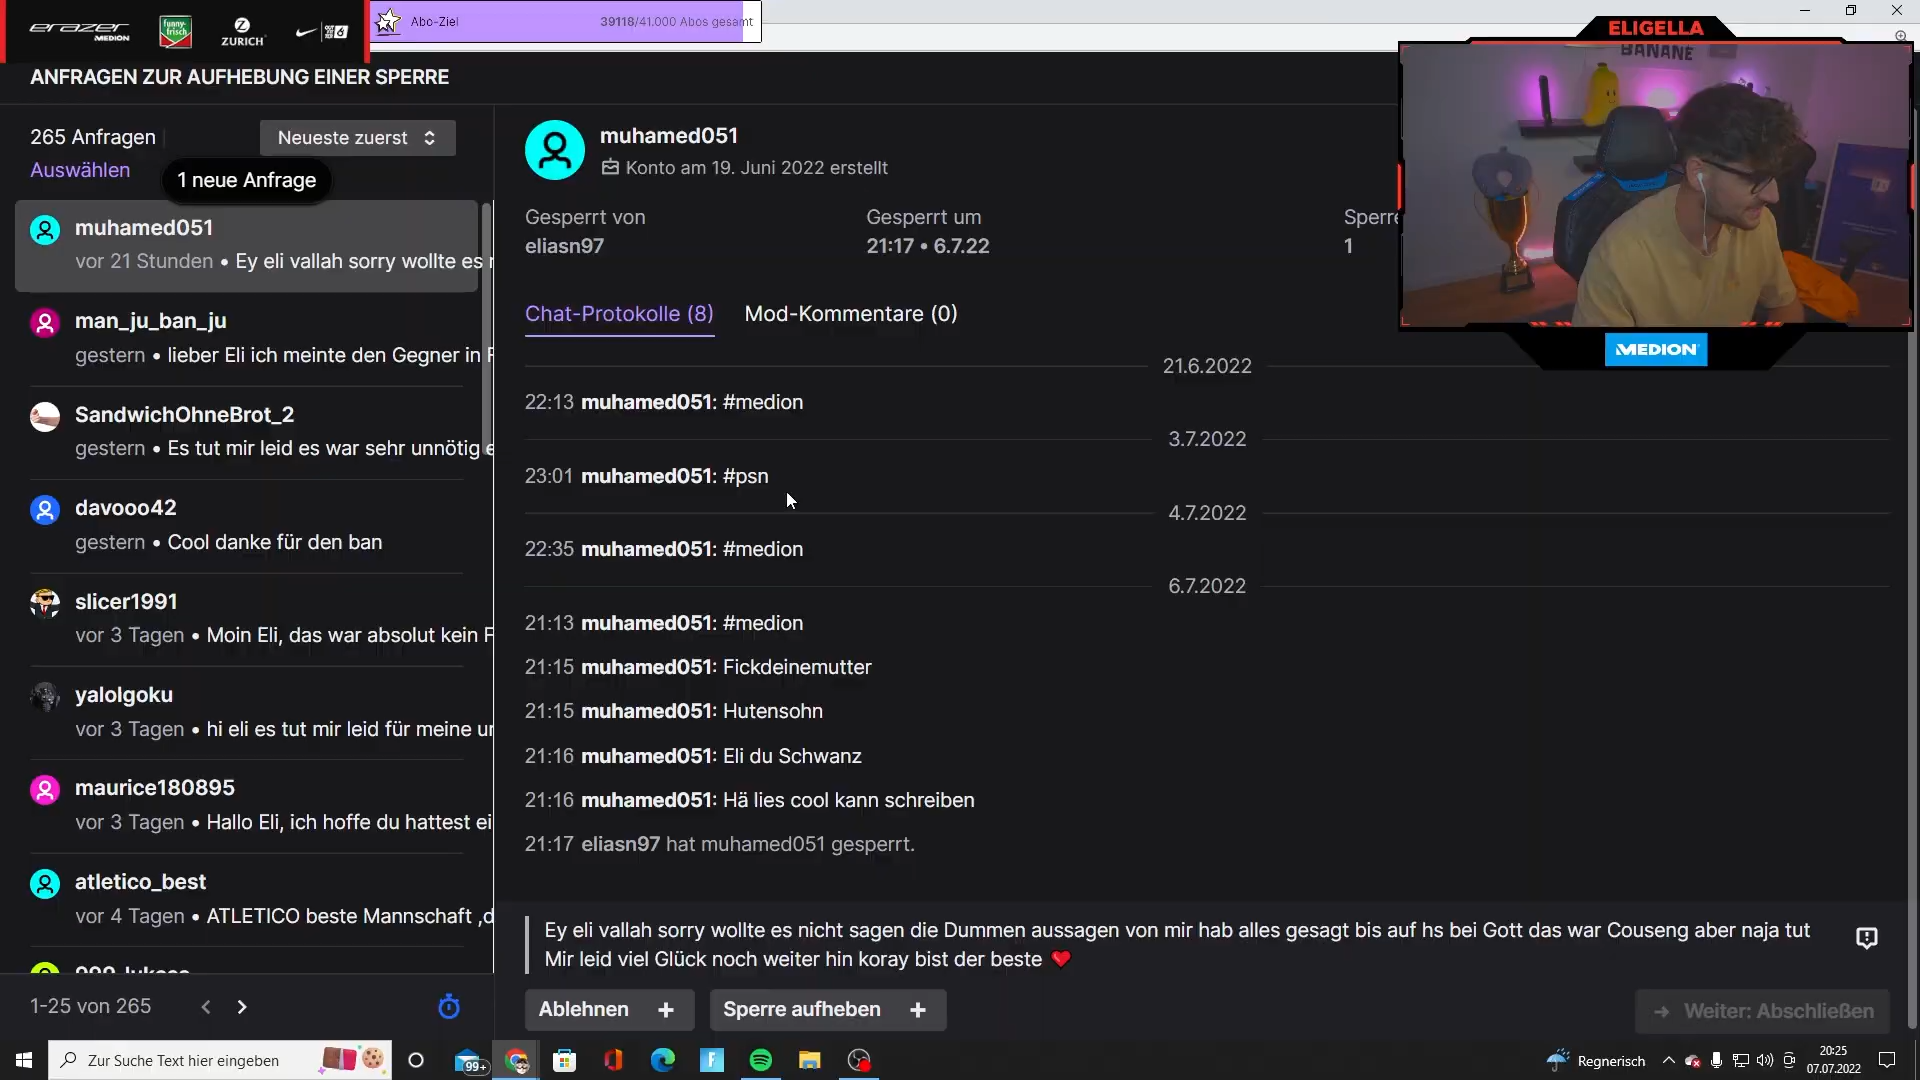 erazer
MEDION
funny-frisch
ZURICH
Abo-Ziel
39118/41.000 Abos gesamt
ELIGELLA
BANANE
MEDION
ANFRAGEN ZUR AUFHEBUNG EINER SPERRE
265 Anfragen
Neueste zuerst
Auswählen
1 neue Anfrage
muhamed051
vor 21 Stunden • Ey eli vallah sorry wollte es
man_ju_ban_ju
gestern • lieber Eli ich meinte den Gegner in
SandwichOhneBrot_2
gestern • Es tut mir leid es war sehr unnötig
davooo42
gestern • Cool danke für den ban
slicer1991
vor 3 Tagen • Moin Eli, das war absolut kein F
yalolgoku
vor 3 Tagen • hi eli es tut mir leid für meine
maurice180895
vor 3 Tagen • Hallo Eli, ich hoffe du hattest
atletico_best
vor 4 Tagen • ATLETICO beste Mannschaft ,d
1-25 von 265
muhamed051
Konto am 19. Juni 2022 erstellt
Gesperrt von
eliasn97
Gesperrt um
21:17 • 6.7.22
Sperre
1
Chat-Protokolle (8)
Mod-Kommentare (0)
21.6.2022
22:13 muhamed051: #medion
3.7.2022
23:01 muhamed051: #psn
4.7.2022
22:35 muhamed051: #medion
6.7.2022
21:13 muhamed051: #medion
21:15 muhamed051: Fickdeinemutter
21:15 muhamed051: Hutensohn
21:16 muhamed051: Eli du Schwanz
21:16 muhamed051: Hä lies cool kann schreiben
21:17 eliasn97 hat muhamed051 gesperrt.
Ey eli vallah sorry wollte es nicht sagen die Dummen aussagen von mir hab alles gesagt bis auf hs bei Gott das war Couseng aber naja tut
Mir leid viel Glück noch weiter hin koray bist der beste ❤️
Ablehnen +
Sperre aufheben +
→ Weiter: Abschließen
Zur Suche Text hier eingeben
99+
Regnerisch
20:25
07.07.2022